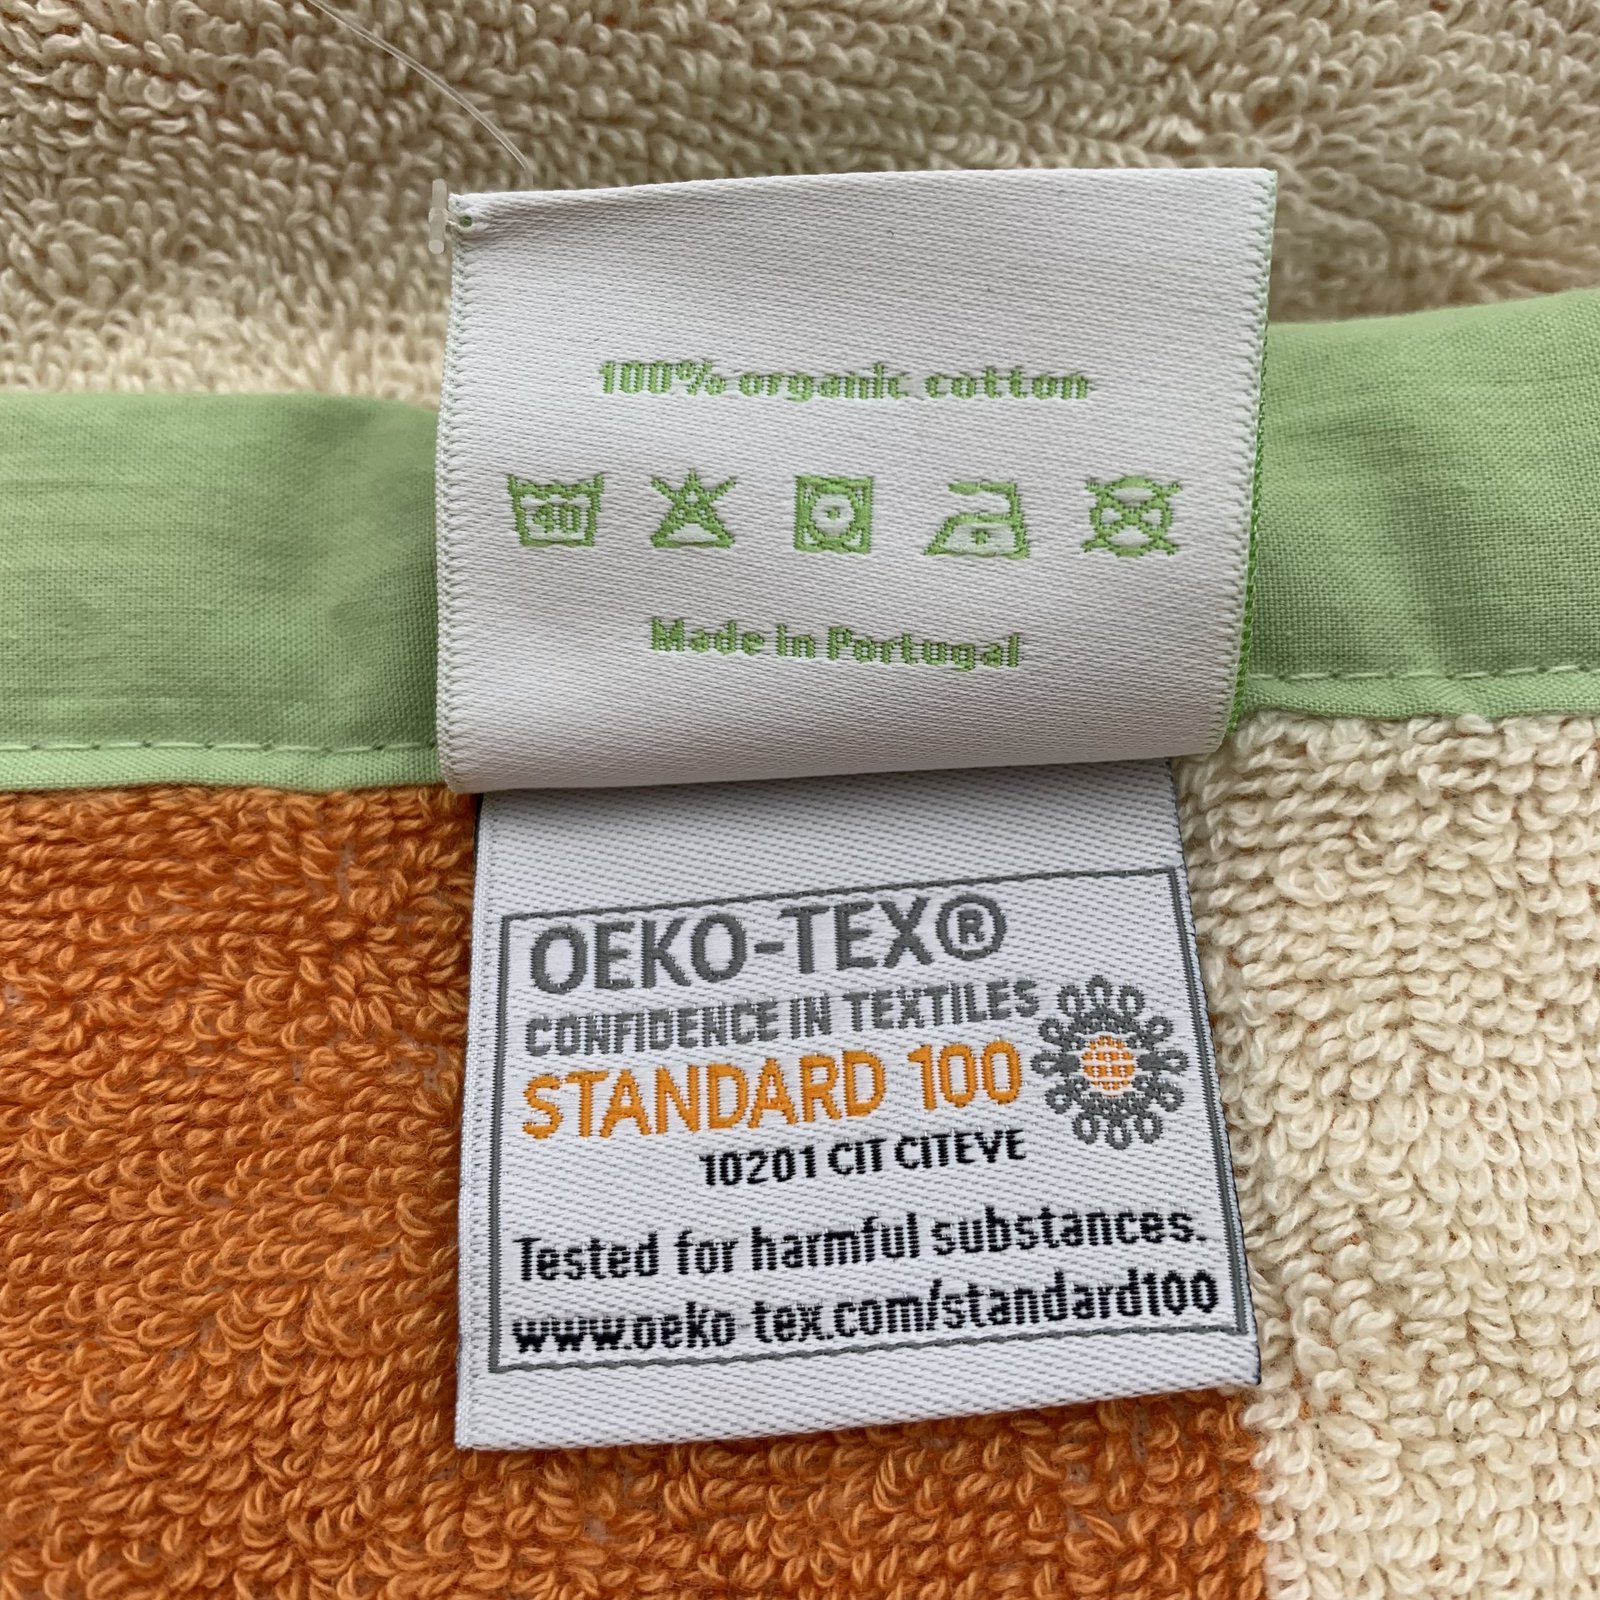 100% organic cotton
40
Made in Portugal
OEKO-TEX®
CONFIDENCE IN TEXTILES
STANDARD 100
10201 CIT CITEVE
Tested for harmful substances.
www.oeko-tex.com/standard100